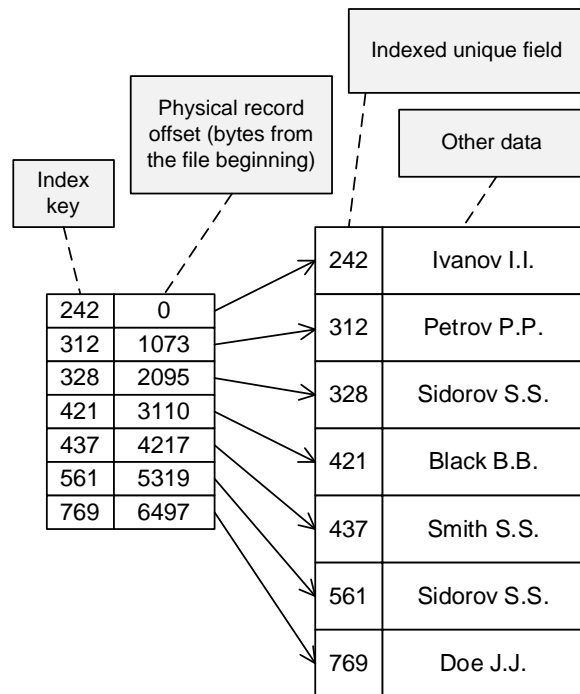 Indexed unique field
Physical record
offset (bytes from
the file beginning)
Other data
Index
key
242 0
312 1073
328 2095
421 3110
437 4217
561 5319
769 6497
242 Ivanov I.I.
312 Petrov P.P.
328 Sidorov S.S.
421 Black B.B.
437 Smith S.S.
561 Sidorov S.S.
769 Doe J.J.